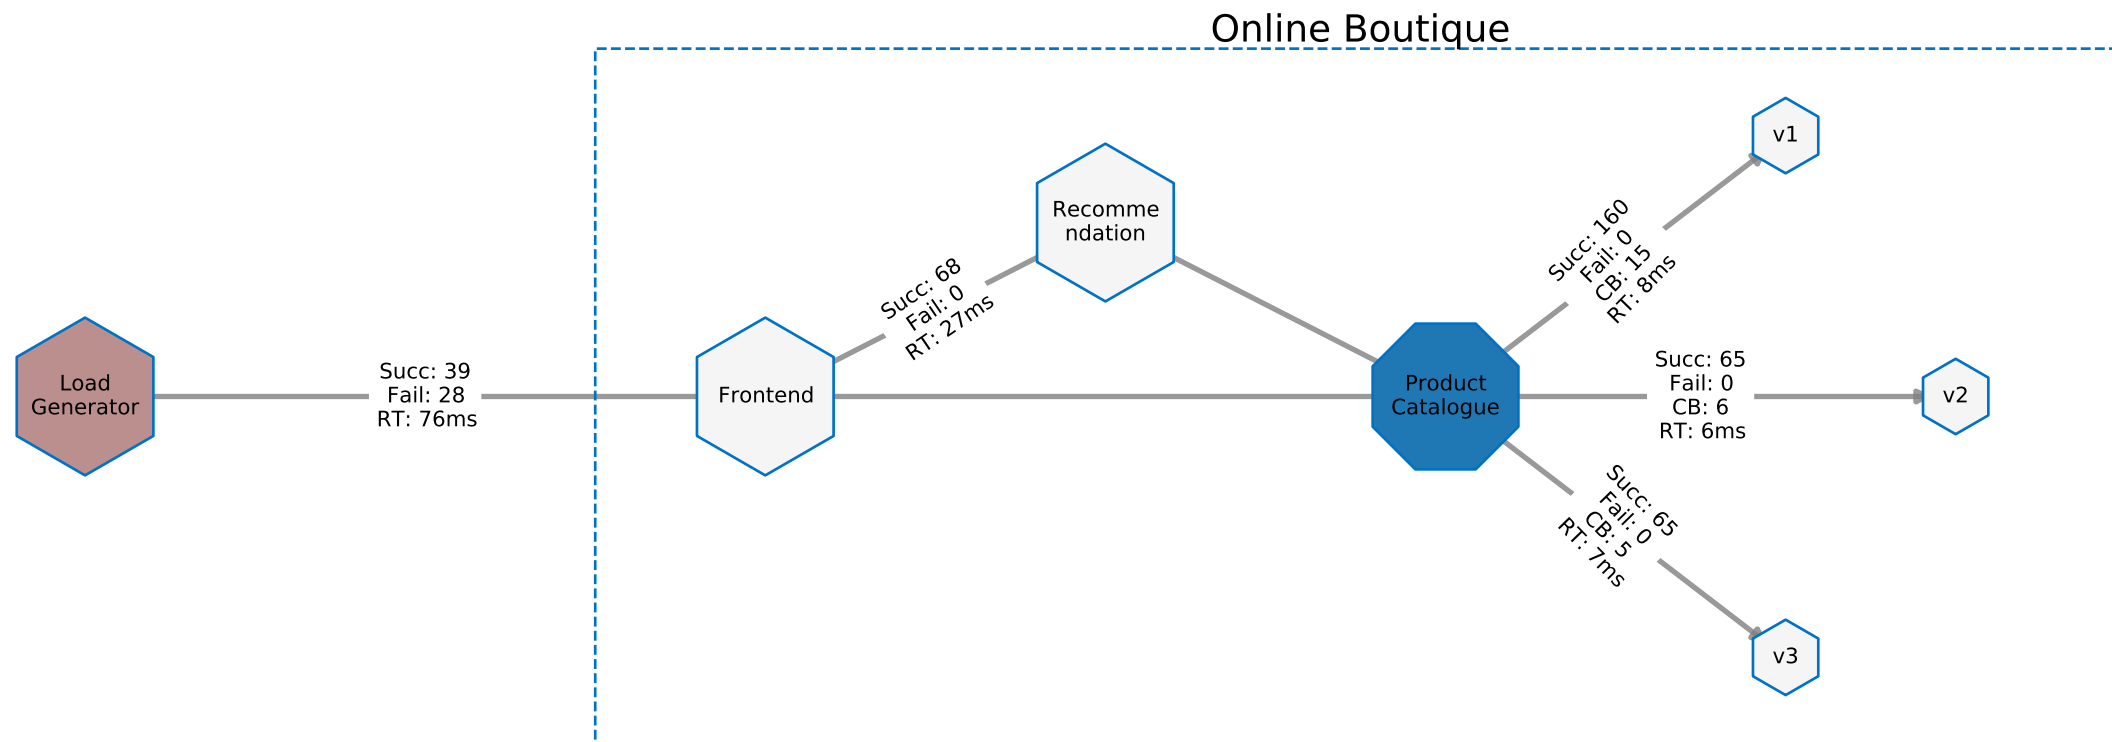 Online Boutique
Load
Generator
Succ: 39
Fail: 28
RT: 76ms
Frontend
Succ: 68
Fail: 0
RT: 27ms
Recomme
ndation
Product
Catalogue
Succ: 160
Fail: 0
CB: 15
RT: 8ms
v1
Succ: 65
Fail: 0
CB: 6
RT: 6ms
v2
Succ: 65
Fail: 0
CB: 5
RT: 7ms
v3